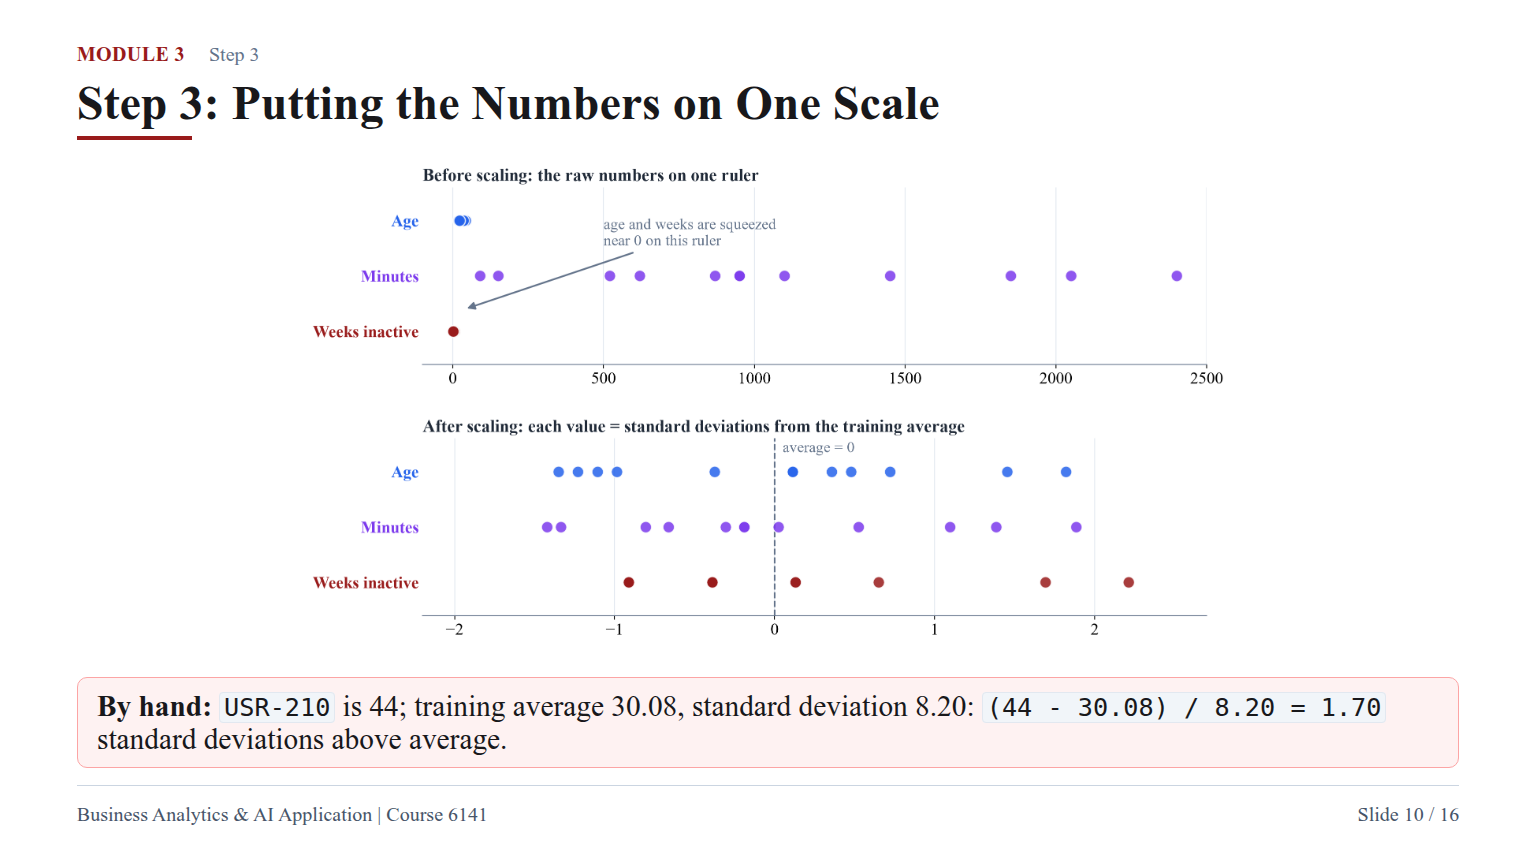 MODULE 3 Step 3
Step 3: Putting the Numbers on One Scale
Before scaling: the raw numbers on one ruler
Age
age and weeks are squeezed
near 0 on this ruler
Minutes
Weeks inactive
0 500 1000 1500 2000 2500
After scaling: each value = standard deviations from the training average
average = 0
Age
Minutes
Weeks inactive
−2 −1 0 1 2
By hand: USR-210 is 44; training average 30.08, standard deviation 8.20: (44 - 30.08) / 8.20 = 1.70
standard deviations above average.
Business Analytics & AI Application | Course 6141
Slide 10 / 16